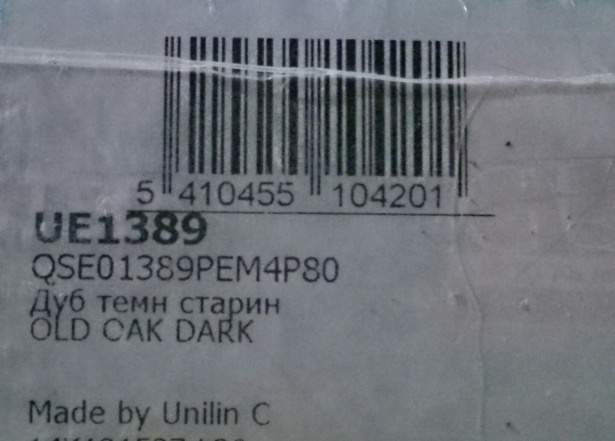 5 410455 104201
UE1389
QSE01389PEM4P80
Дуб темн старин
OLD OAK DARK
Made by Unilin C